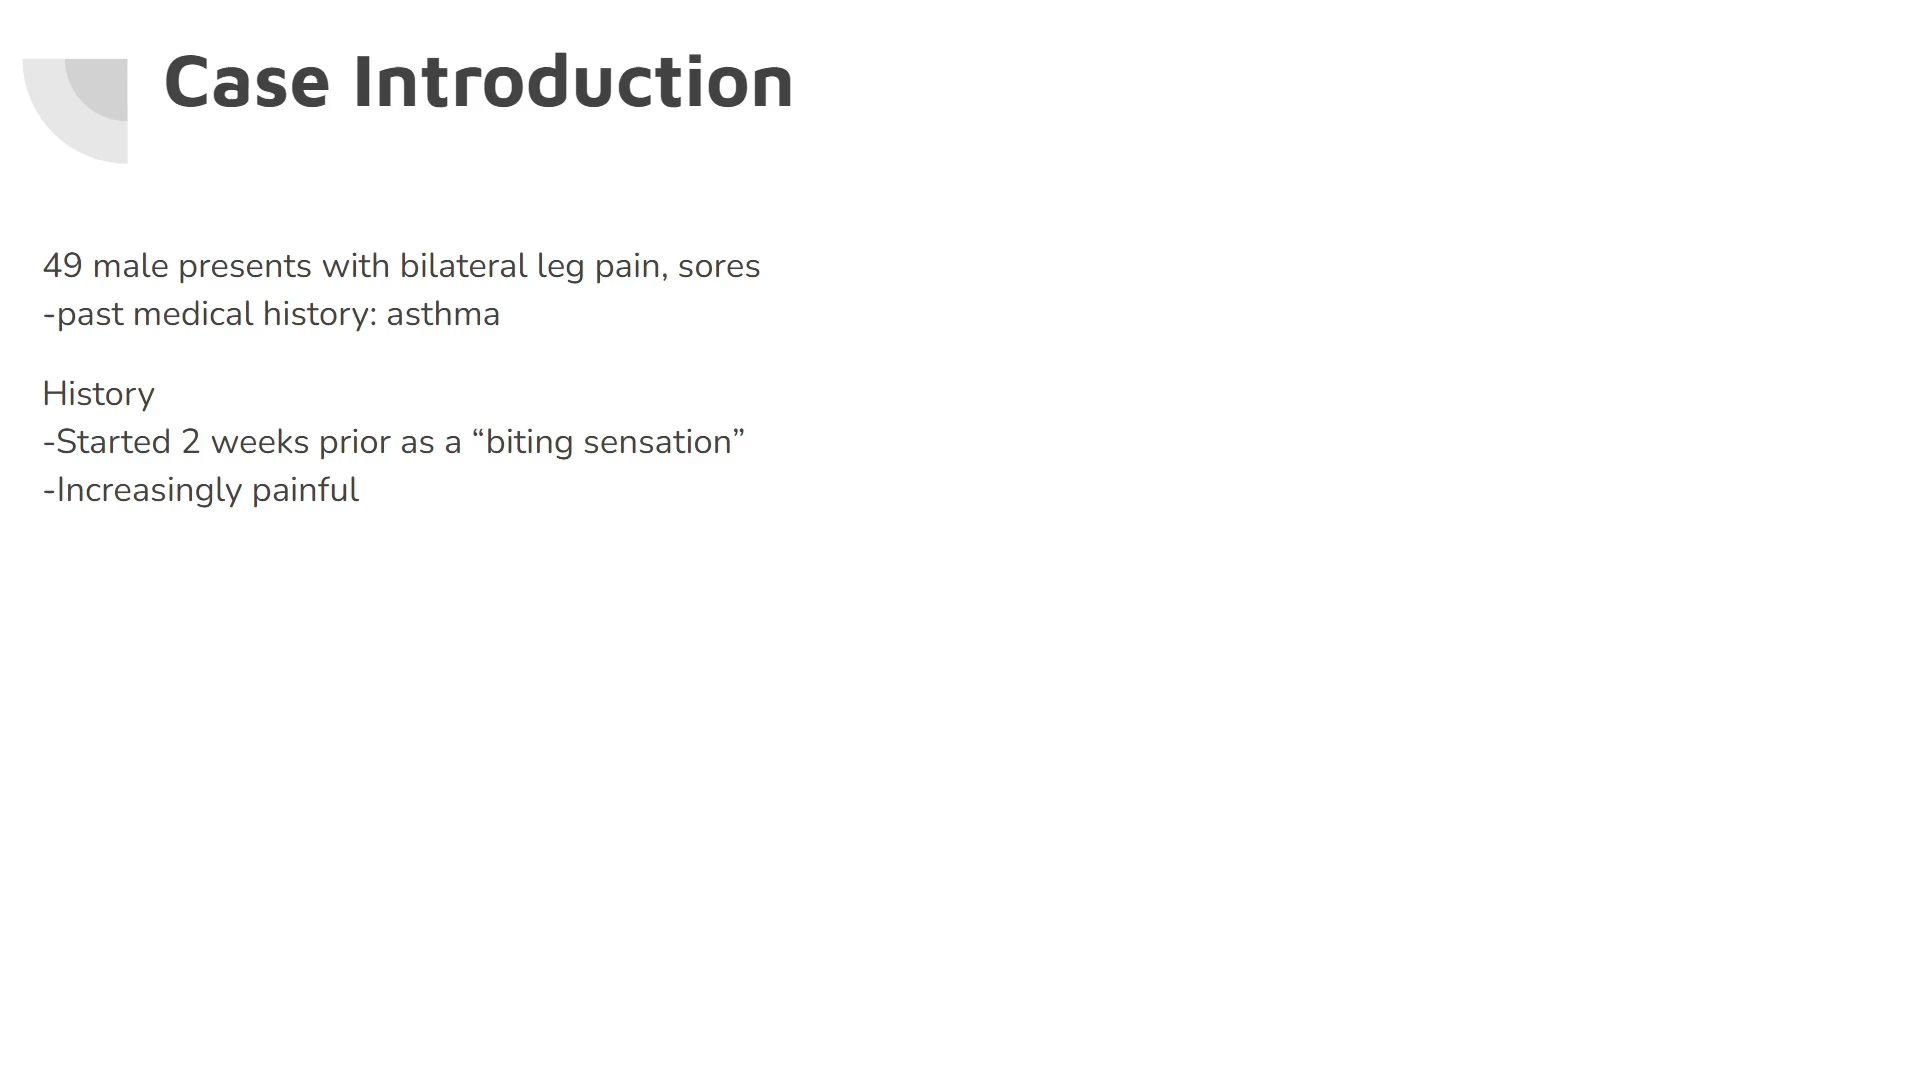 Case Introduction
49 male presents with bilateral leg pain, sores
-past medical history: asthma
History
-Started 2 weeks prior as a “biting sensation”
-Increasingly painful